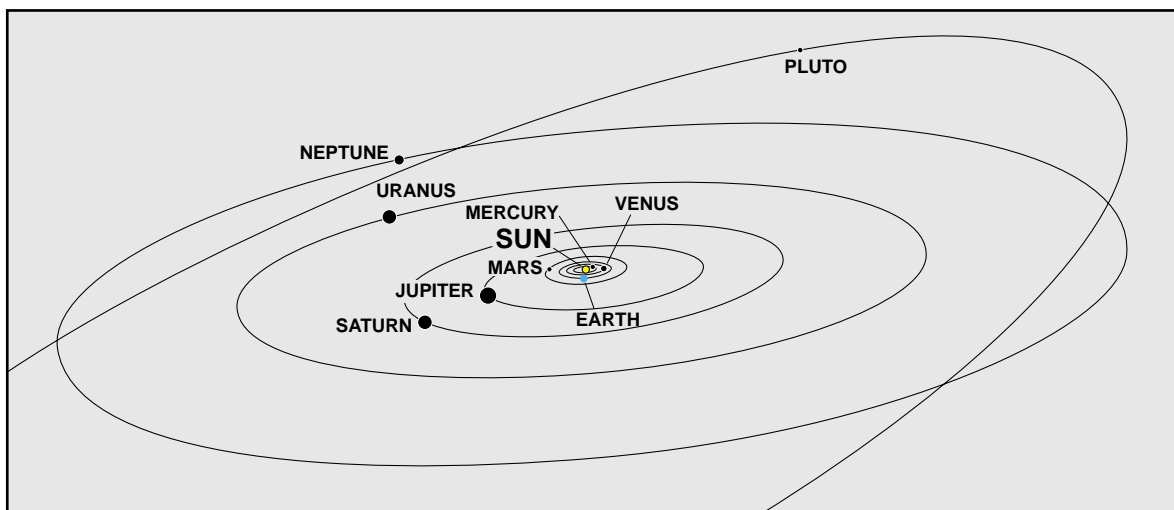 PLUTO
NEPTUNE
URANUS
MERCURY
VENUS
SUN
MARS
JUPITER
EARTH
SATURN